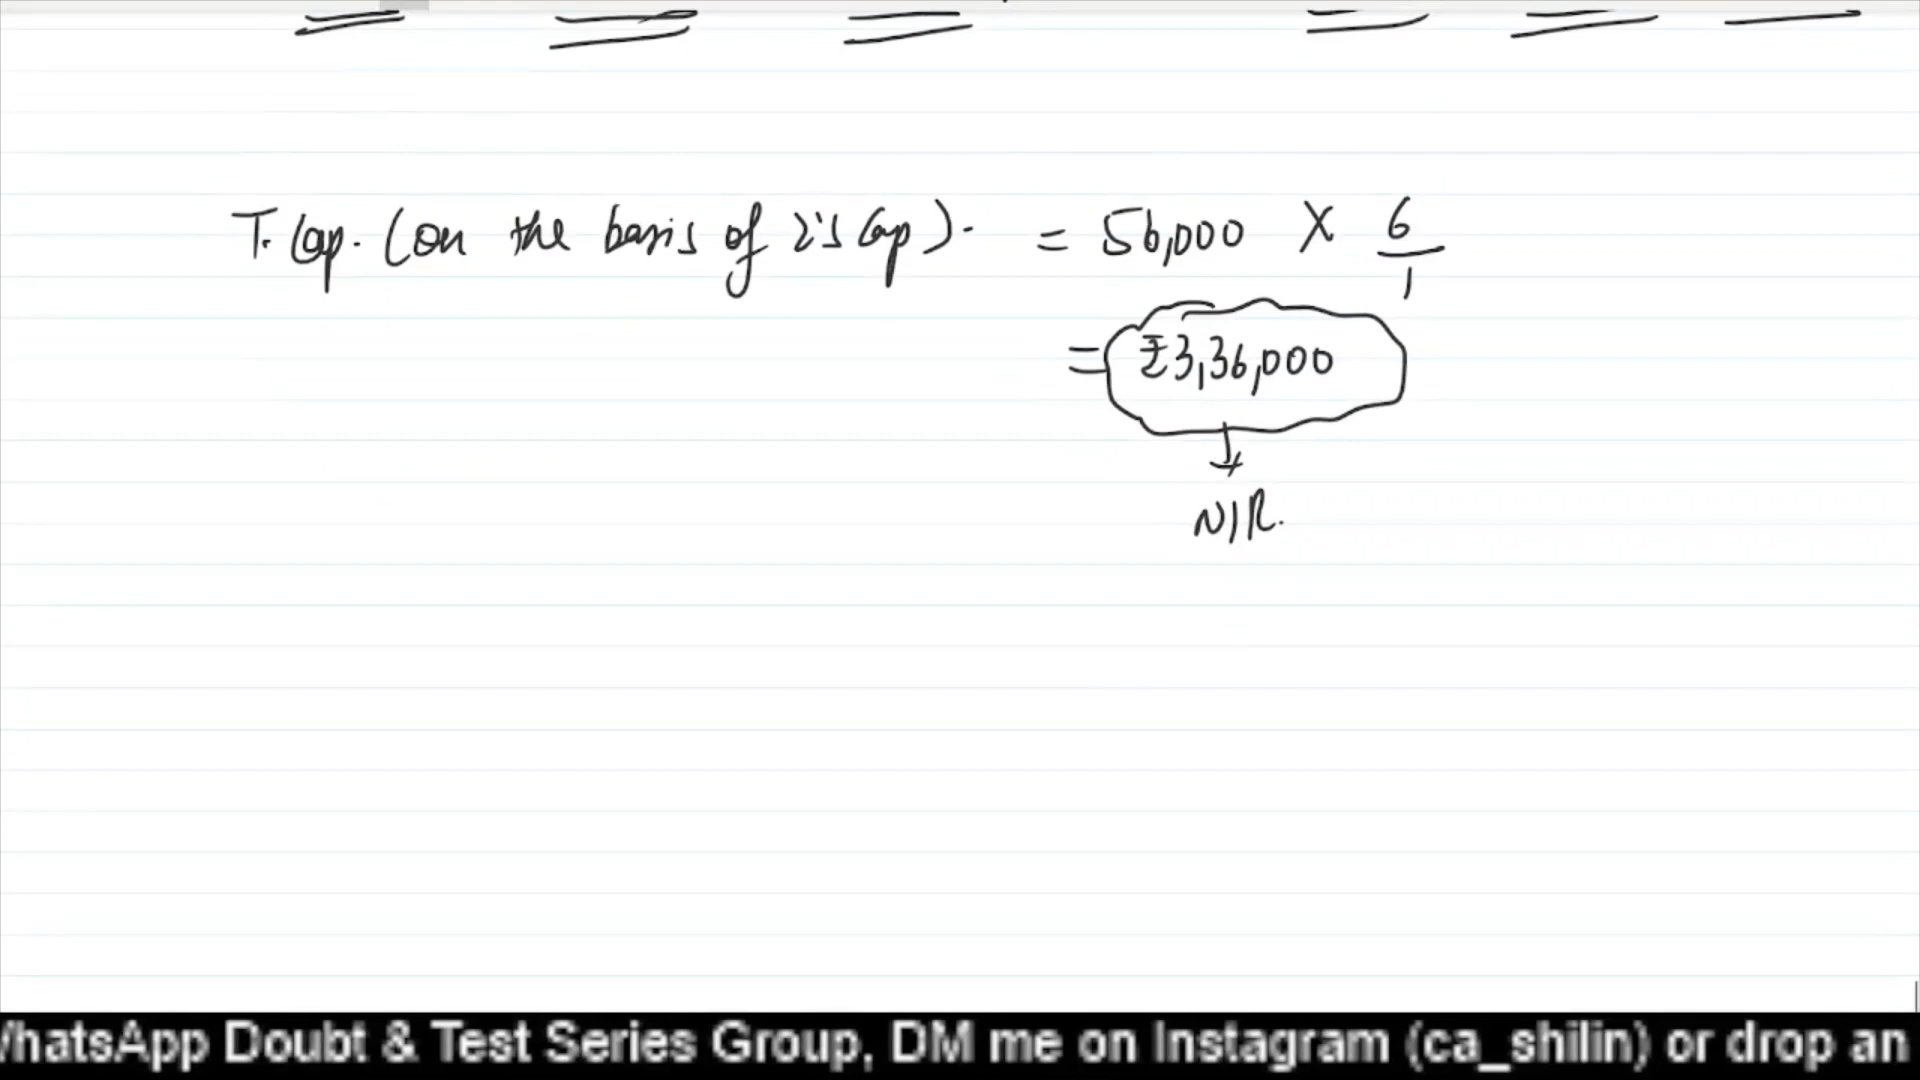 T. Cap. (on the basis of Z's Cap). = 56,000 X 6/1
= ₹3,36,000
N/R.
WhatsApp Doubt & Test Series Group, DM me on Instagram (ca_shilin) or drop an